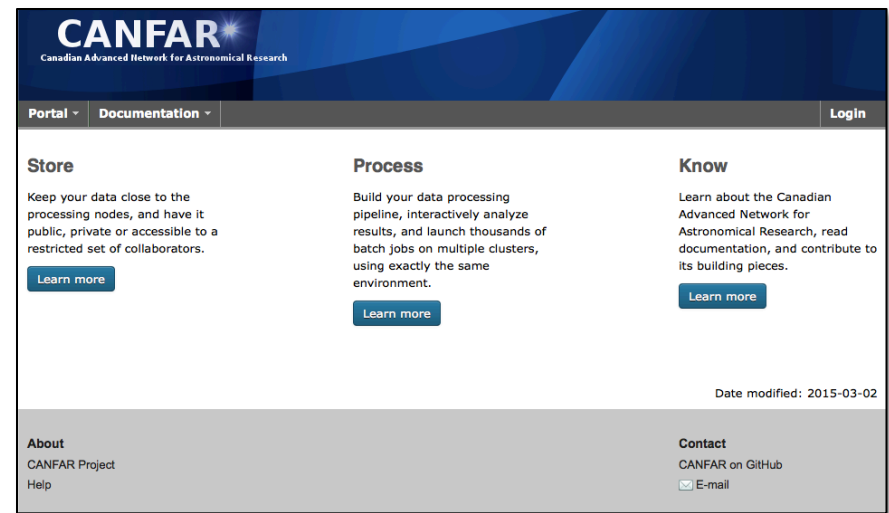 CANFAR
Canadian Advanced Network for Astronomical Research
Portal Documentation Login
Store
Keep your data close to the
processing nodes, and have it
public, private or accessible to a
restricted set of collaborators.
Learn more
Process
Build your data processing
pipeline, interactively analyze
results, and launch thousands of
batch jobs on multiple clusters,
using exactly the same
environment.
Learn more
Know
Learn about the Canadian
Advanced Network for
Astronomical Research, read
documentation, and contribute to
its building pieces.
Learn more
Date modified: 2015-03-02
About
CANFAR Project
Help
Contact
CANFAR on GitHub
E-mail